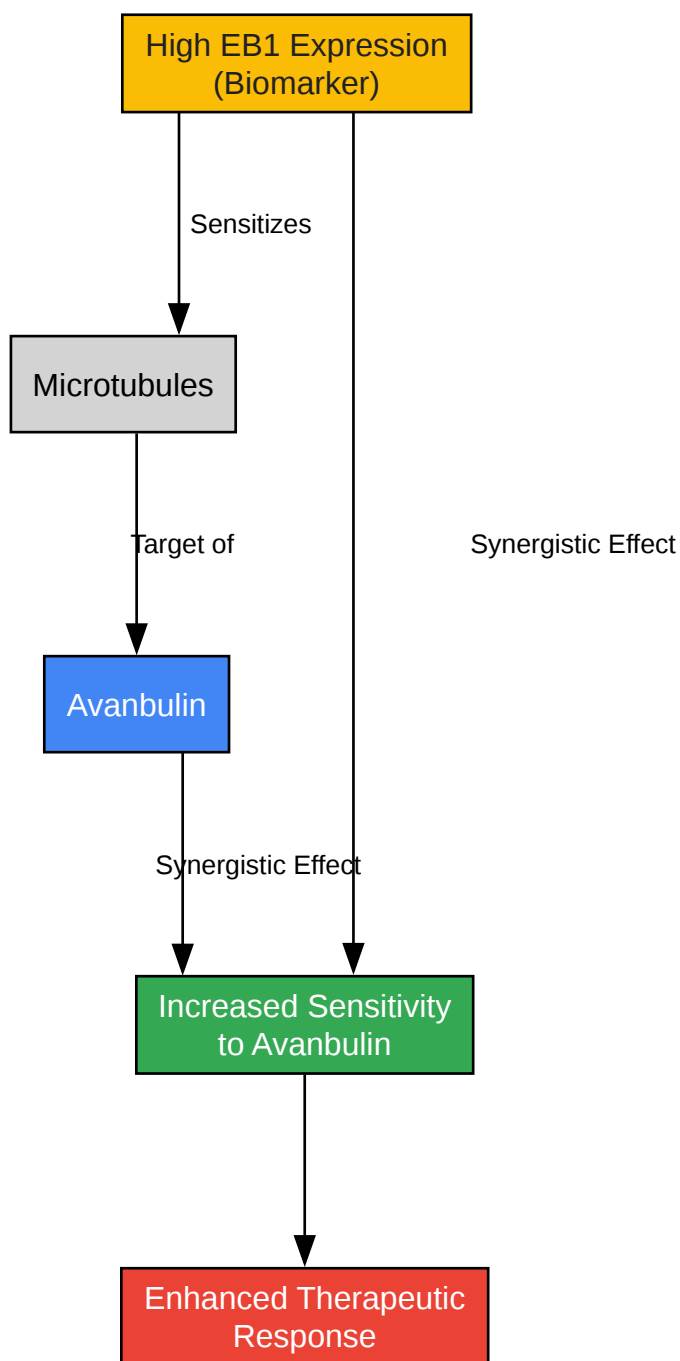 High EB1 Expression
(Biomarker)
Sensitizes
Microtubules
Target of
Synergistic Effect
Avanbulin
Synergistic Effect
Increased Sensitivity
to Avanbulin
Enhanced Therapeutic
Response